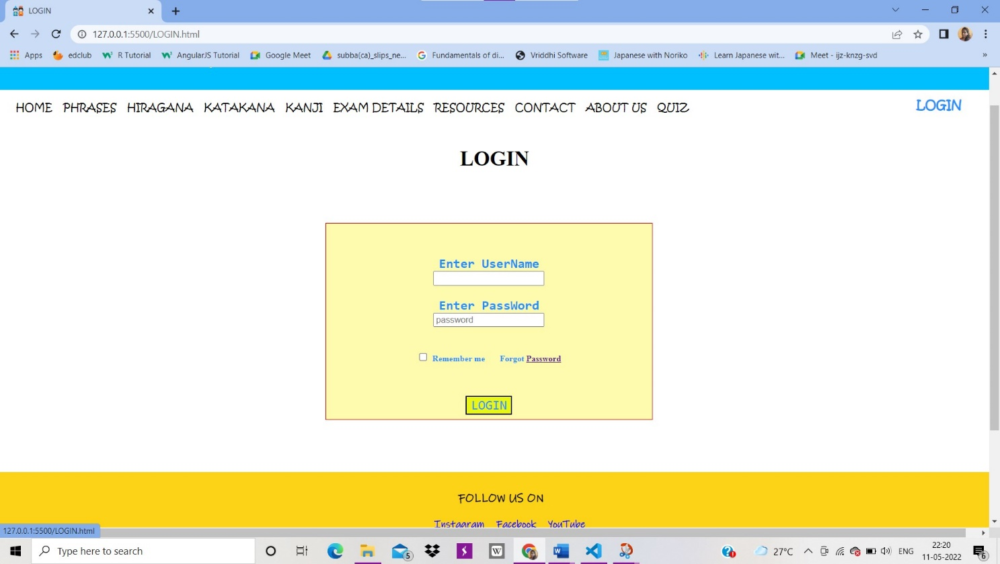 LOGIN
127.0.0.1:5500/LOGIN.html
Apps edclub R Tutorial AngularJS Tutorial Google Meet subba(ca)_slips_ne... Fundamentals of di... Vriddhi Software Japanese with Noriko Learn Japanese wit... Meet - ijz-knzg-svd »
HOME PHRASES HIRAGANA KATAKANA KANJI EXAM DETAILS RESOURCES CONTACT ABOUT US QUIZ LOGIN
LOGIN
Enter UserName
Enter PassWord
password
Remember me Forgot Password
LOGIN
FOLLOW US ON
Instagram Facebook YouTube
127.0.0.1:5500/LOGIN.html
Type here to search 5 W 27°C ENG 22:20
11-05-2022 6